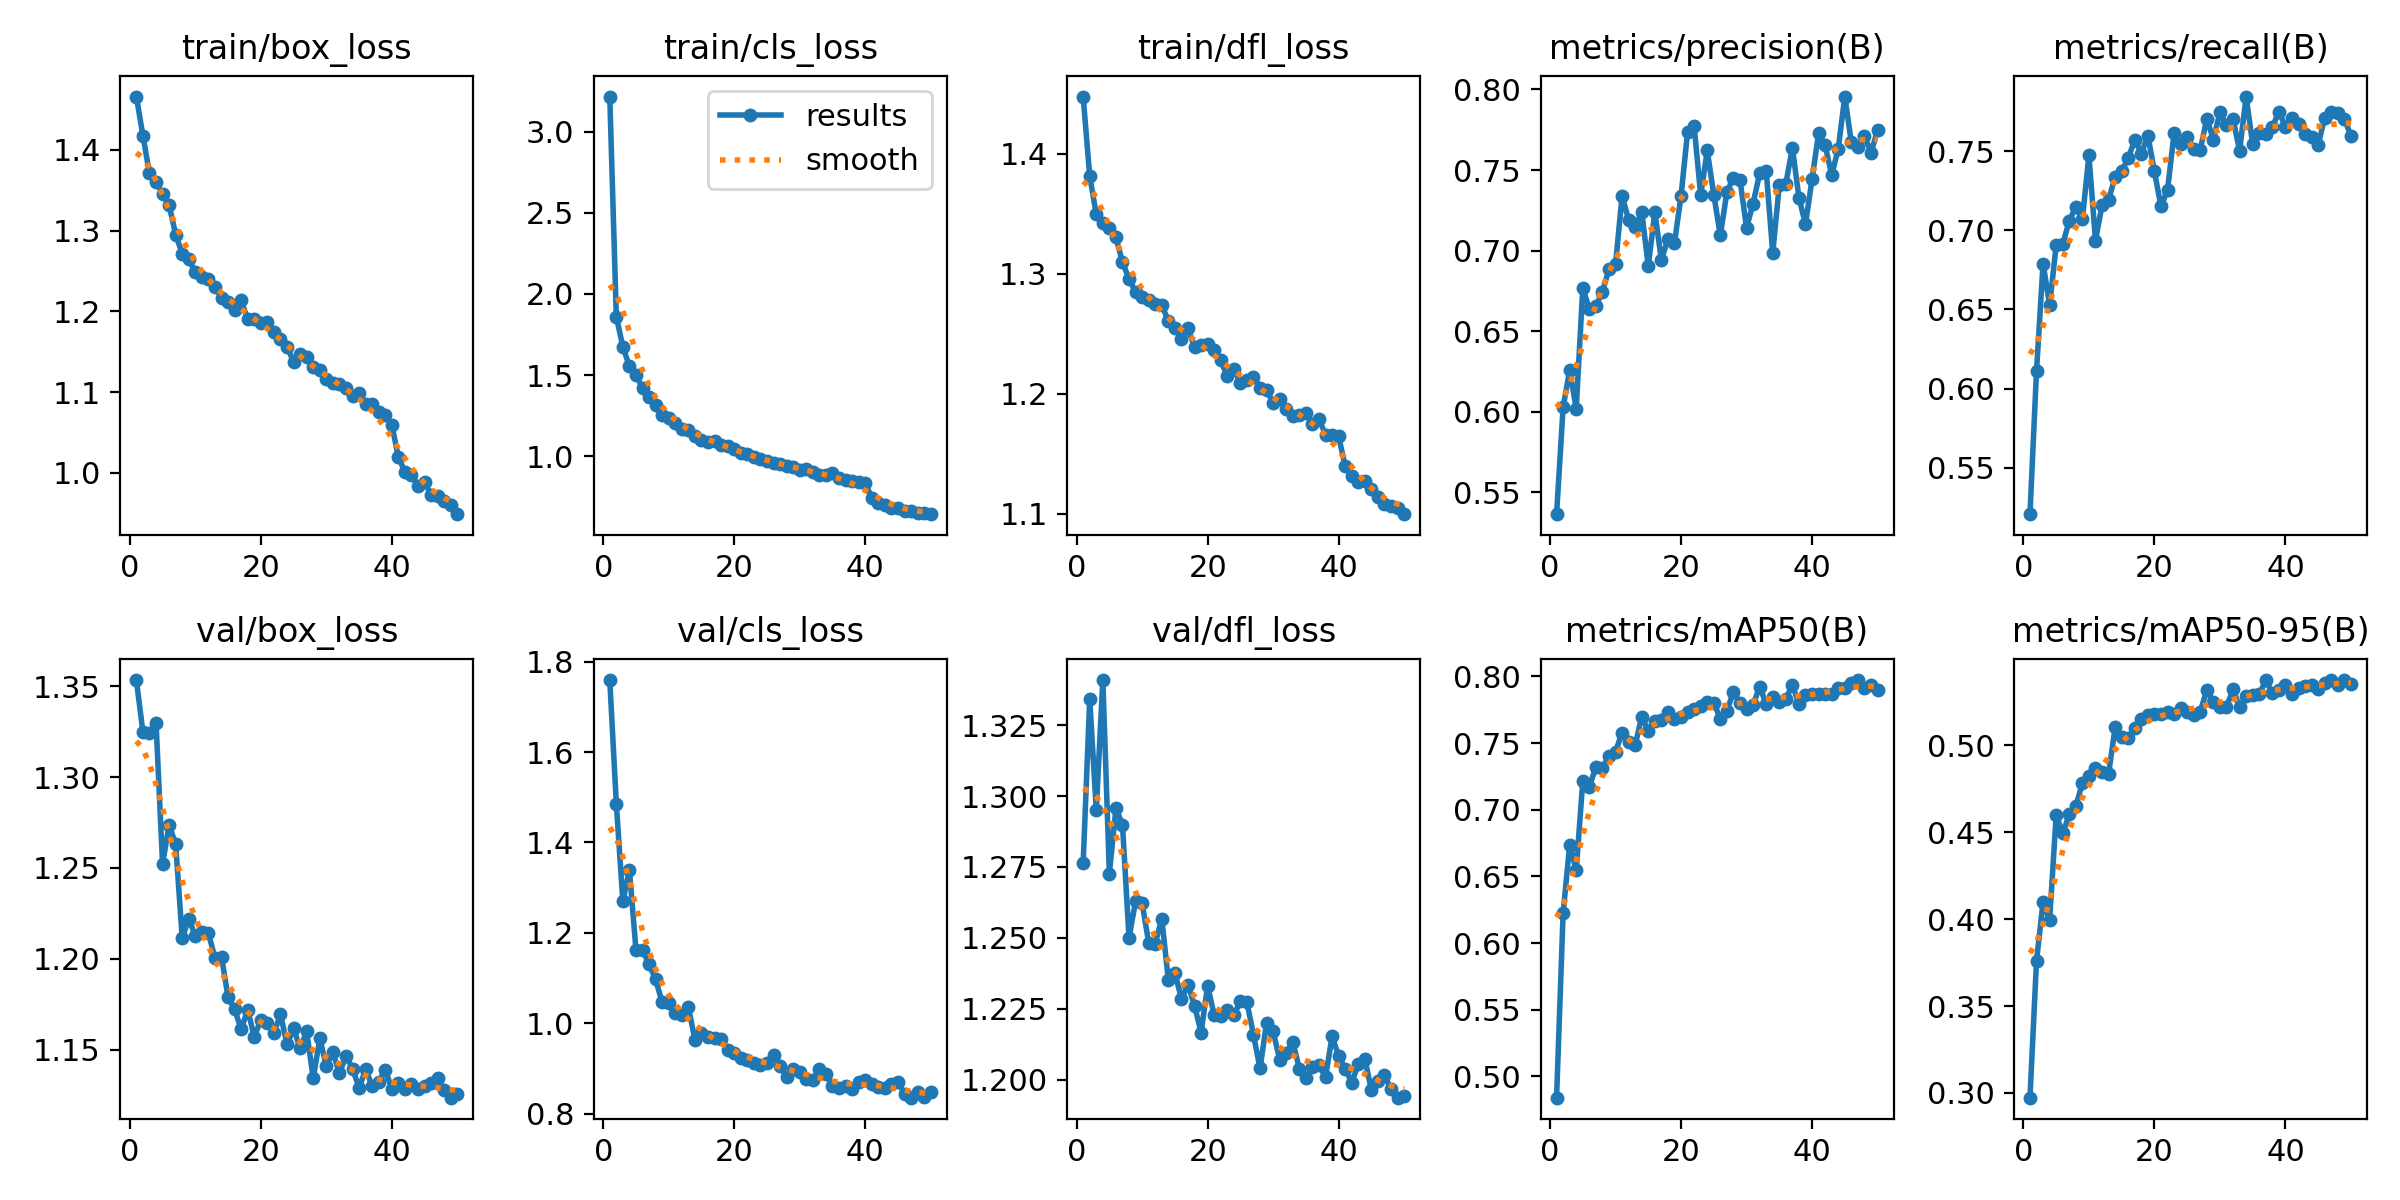 train/box_loss
train/cls_loss
train/dfl_loss
metrics/precision(B)
metrics/recall(B)
1.4
1.3
1.2
1.1
1.0
0 20 40
results
smooth
3.0
2.5
2.0
1.5
1.0
0 20 40
1.4
1.3
1.2
1.1
0 20 40
0.80
0.75
0.70
0.65
0.60
0.55
0 20 40
0.75
0.70
0.65
0.60
0.55
0 20 40
val/box_loss
val/cls_loss
val/dfl_loss
metrics/mAP50(B)
metrics/mAP50-95(B)
1.35
1.30
1.25
1.20
1.15
0 20 40
1.8
1.6
1.4
1.2
1.0
0.8
0 20 40
1.325
1.300
1.275
1.250
1.225
1.200
0 20 40
0.80
0.75
0.70
0.65
0.60
0.55
0.50
0 20 40
0.50
0.45
0.40
0.35
0.30
0 20 40